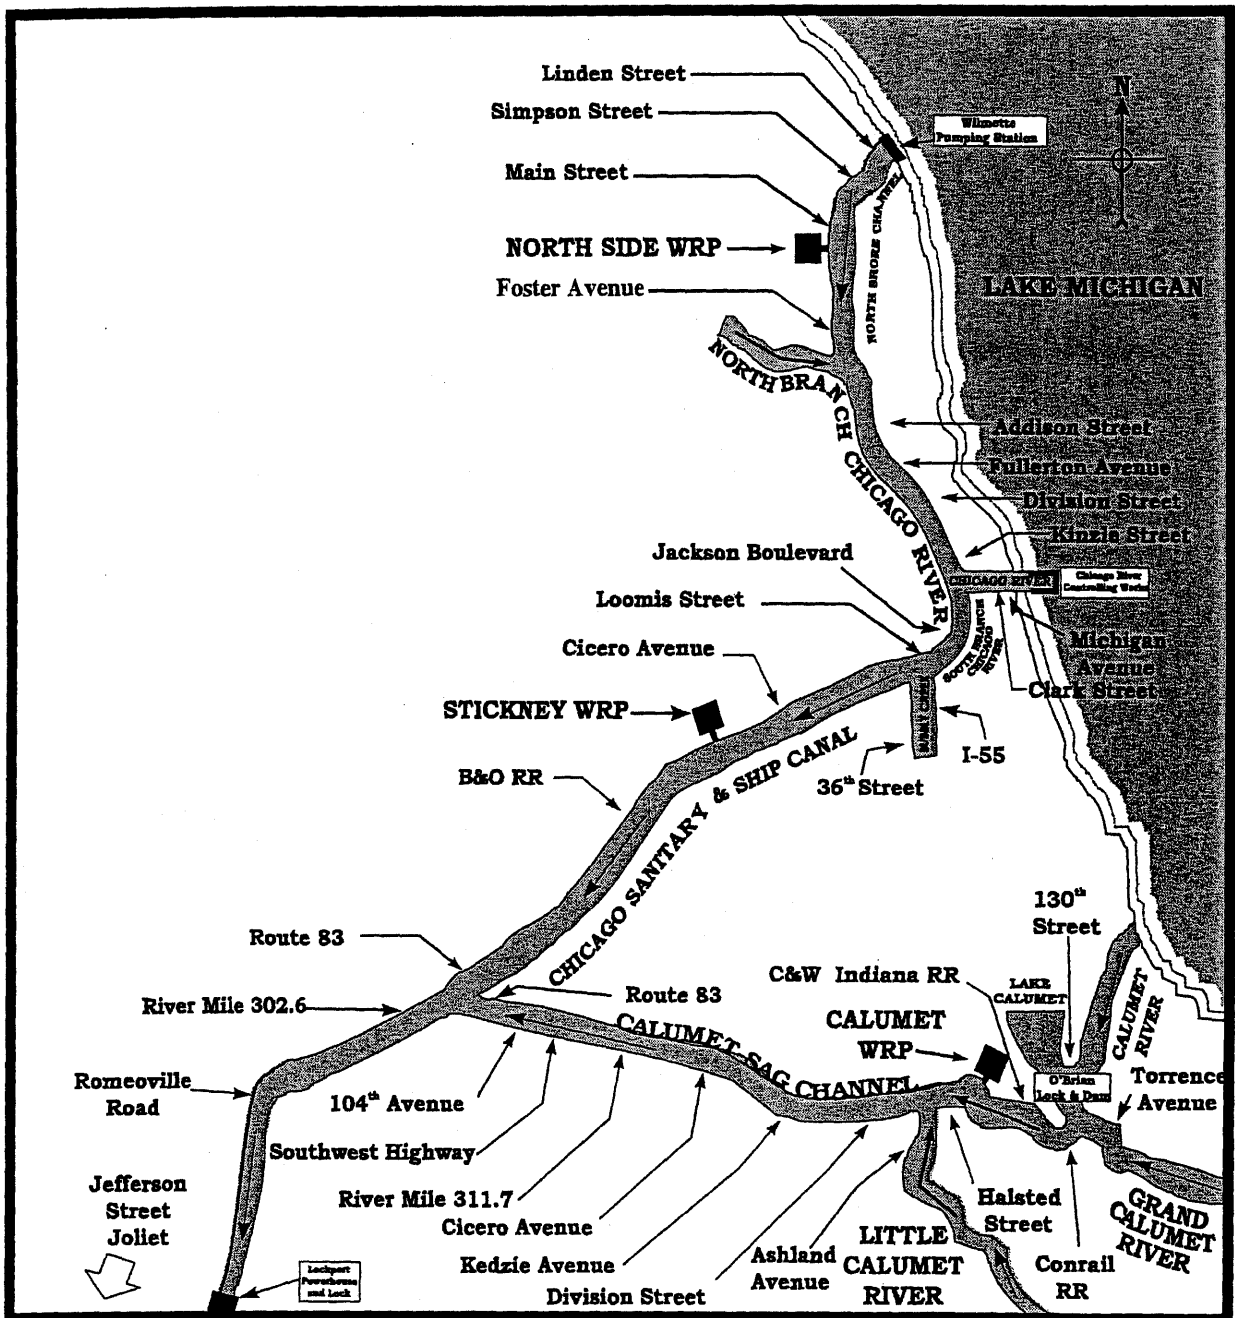 Linden Street
Simpson Street
N
Wilmette
Pumping Station
Main Street
NORTH SIDE WRP
NORTH SHORE CHANNEL
Foster Avenue
LAKE MICHIGAN
NORTH BRANCH CHICAGO RIVER
Addison Street
Fullerton Avenue
Division Street
Kinzie Street
Jackson Boulevard
CHICAGO RIVER
Chicago River
Controlling Works
Loomis Street
Cicero Avenue
SOUTH BRANCH
CHICAGO
RIVER
Michigan
Avenue
Clark Street
STICKNEY WRP
BUBBLY CREEK
I-55
B&O RR
36th Street
CHICAGO SANITARY & SHIP CANAL
130th
Street
Route 83
C&W Indiana RR
LAKE
CALUMET
CALUMET
RIVER
River Mile 302.6
Route 83
CALUMET
WRP
CALUMET-SAG CHANNEL
O'Brian
Lock & Dam
Torrence
Avenue
Romeoville
Road
104th Avenue
Southwest Highway
River Mile 311.7
Cicero Avenue
Kedzie Avenue
Division Street
Ashland
Avenue
Halsted
Street
LITTLE
CALUMET
RIVER
GRAND
CALUMET
RIVER
Conrail
RR
Jefferson
Street
Joliet
Lockport
Powerhouse
and Lock